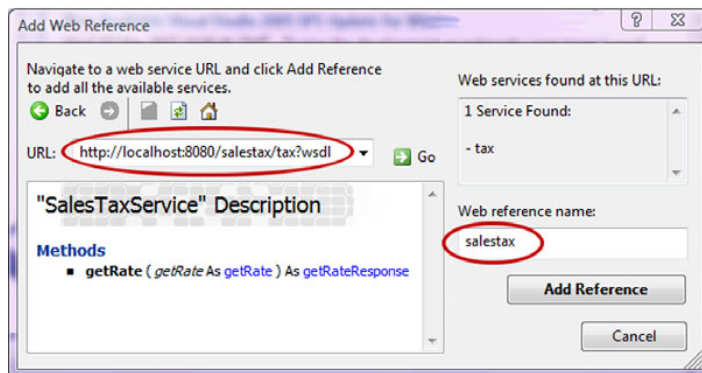 Add Web Reference
Navigate to a web service URL and click Add Reference
to add all the available services.
Back
URL: http://localhost:8080/salestax/tax?wsdl
Go
"SalesTaxService" Description
Methods
getRate ( getRate As getRate ) As getRateResponse
Web services found at this URL:
1 Service Found:
- tax
Web reference name:
salestax
Add Reference
Cancel